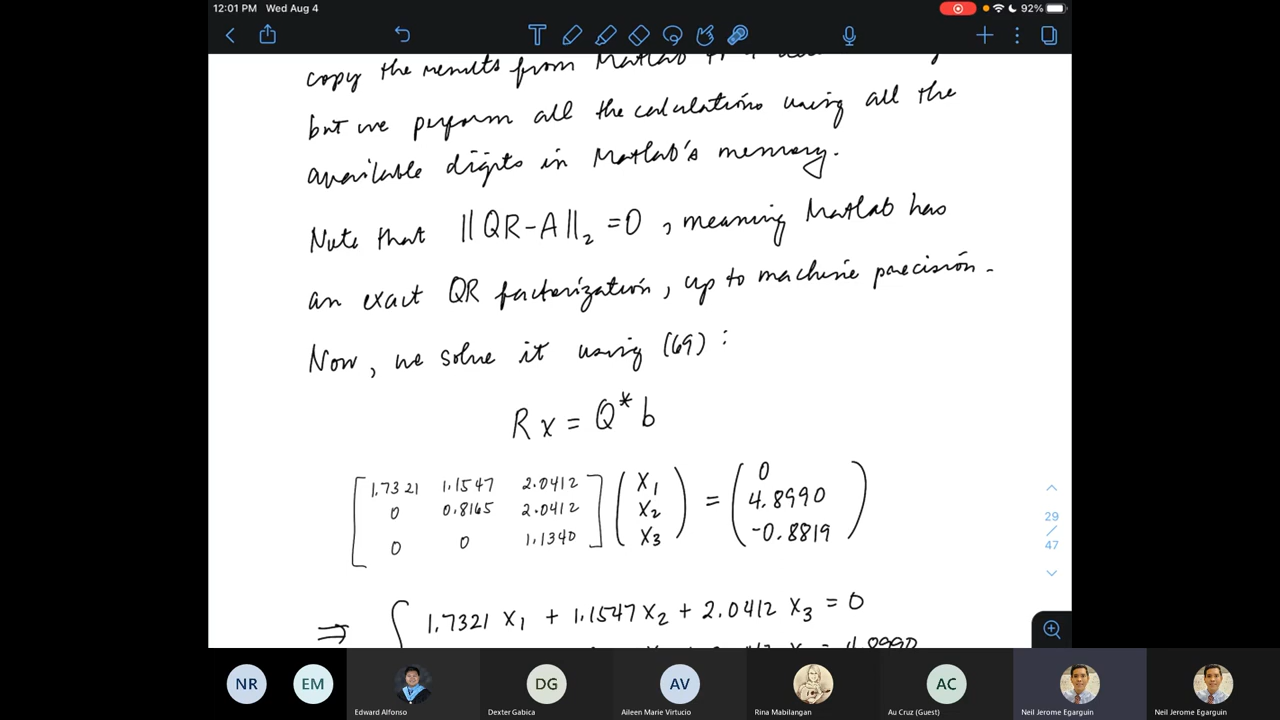 12:01 PM Wed Aug 4
92%
copy the results from Matlab
but we perform all the calculations using all the
available digits in Matlab's memory.
Note that ||QR-A||₂ = 0, meaning Matlab has
an exact QR factorization, up to machine precision.
Now, we solve it using (69):
Rx = Q*b
[1.7321 1.1547 2.0412] (x₁) = (0)
[0 0.8165 2.0412] (x₂) (4.8990)
[0 0 1.1340] (x₃) (-0.8819)
⇒ { 1.7321 x₁ + 1.1547 x₂ + 2.0412 x₃ = 0
29
/
47
NR EM DG AV AC
Edward Alfonso Dexter Gabica Aileen Marie Virtucio Rina Mabilangan Au Cruz (Guest) Neil Jerome Egarguin Neil Jerome Egarguin